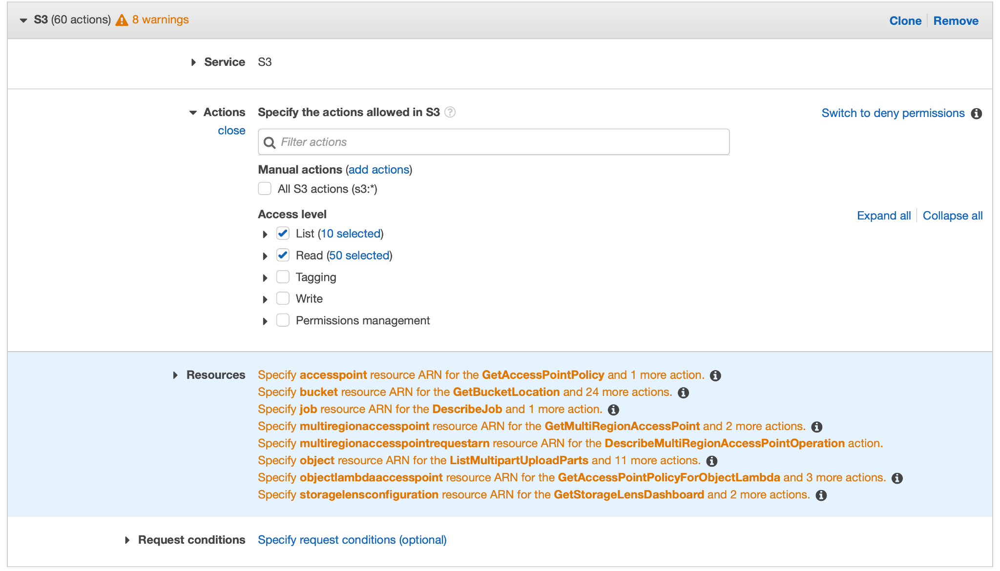 S3 (60 actions) 8 warnings Clone Remove
Service S3
Actions Specify the actions allowed in S3 ? Switch to deny permissions i
close
Filter actions
Manual actions (add actions)
All S3 actions (s3:*)
Access level Expand all Collapse all
List (10 selected)
Read (50 selected)
Tagging
Write
Permissions management
Resources Specify accesspoint resource ARN for the GetAccessPointPolicy and 1 more action. i
Specify bucket resource ARN for the GetBucketLocation and 24 more actions. i
Specify job resource ARN for the DescribeJob and 1 more action. i
Specify multiregionaccesspoint resource ARN for the GetMultiRegionAccessPoint and 2 more actions. i
Specify multiregionaccesspointrequestarn resource ARN for the DescribeMultiRegionAccessPointOperation action.
Specify object resource ARN for the ListMultipartUploadParts and 11 more actions. i
Specify objectlambdaaccesspoint resource ARN for the GetAccessPointPolicyForObjectLambda and 3 more actions. i
Specify storagelensconfiguration resource ARN for the GetStorageLensDashboard and 2 more actions. i
Request conditions Specify request conditions (optional)